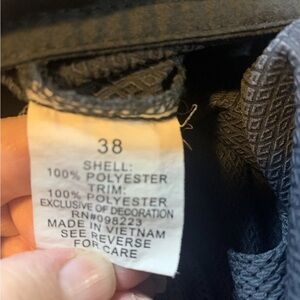 38
SHELL:
100% POLYESTER
TRIM:
100% POLYESTER
EXCLUSIVE OF DECORATION
RN#098223
MADE IN VIETNAM
SEE REVERSE
FOR CARE